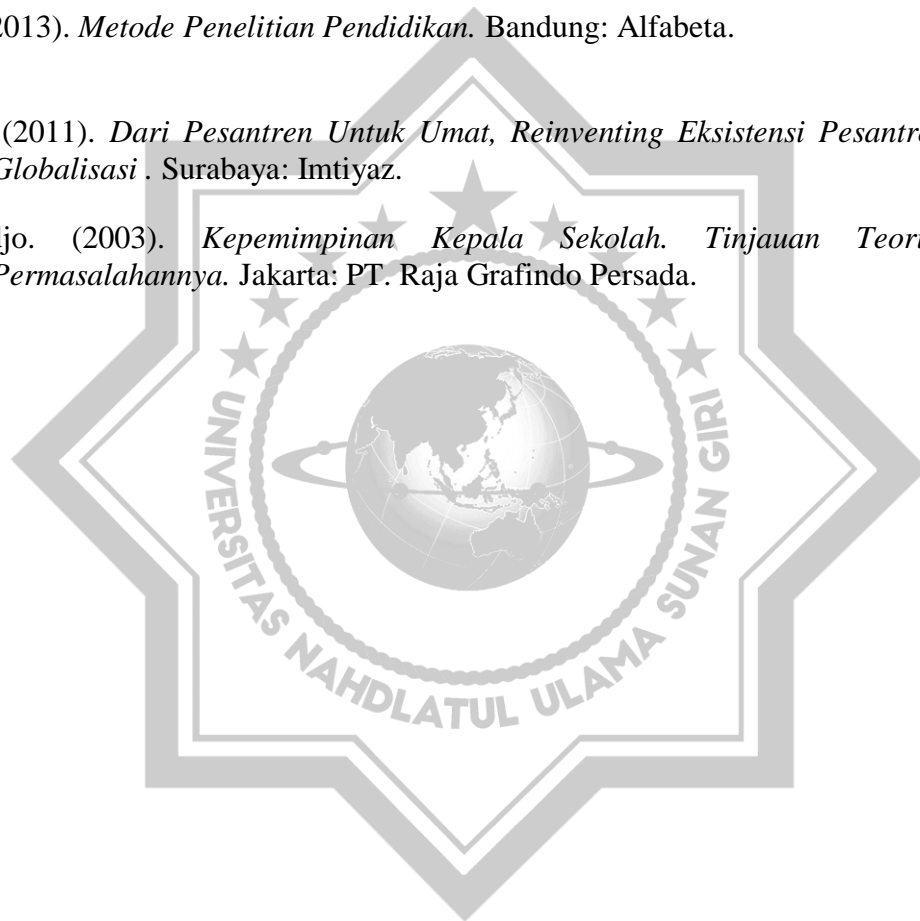 2013). Metode Penelitian Pendidikan. Bandung: Alfabeta.
(2011). Dari Pesantren Untuk Umat, Reinventing Eksistensi Pesantre
Globalisasi . Surabaya: Imtiyaz.
jo. (2003). Kepemimpinan Kepala Sekolah. Tinjauan Teori
Permasalahannya. Jakarta: PT. Raja Grafindo Persada.
UNIVERSITAS NAHDLATUL ULAMA SUNAN GIRI